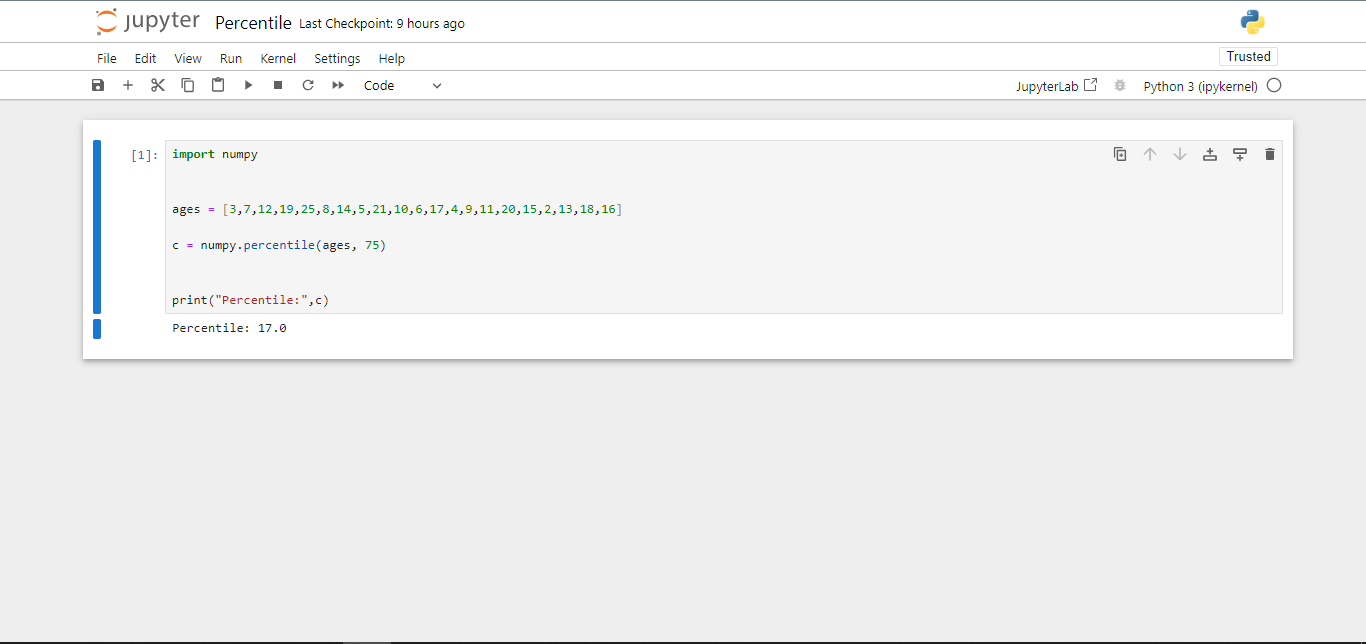 jupyter Percentile Last Checkpoint: 9 hours ago
File Edit View Run Kernel Settings Help Trusted
Code JupyterLab Python 3 (ipykernel)
[1]: import numpy
ages = [3,7,12,19,25,8,14,5,21,10,6,17,4,9,11,20,15,2,13,18,16]
c = numpy.percentile(ages, 75)
print("Percentile:",c)
Percentile: 17.0